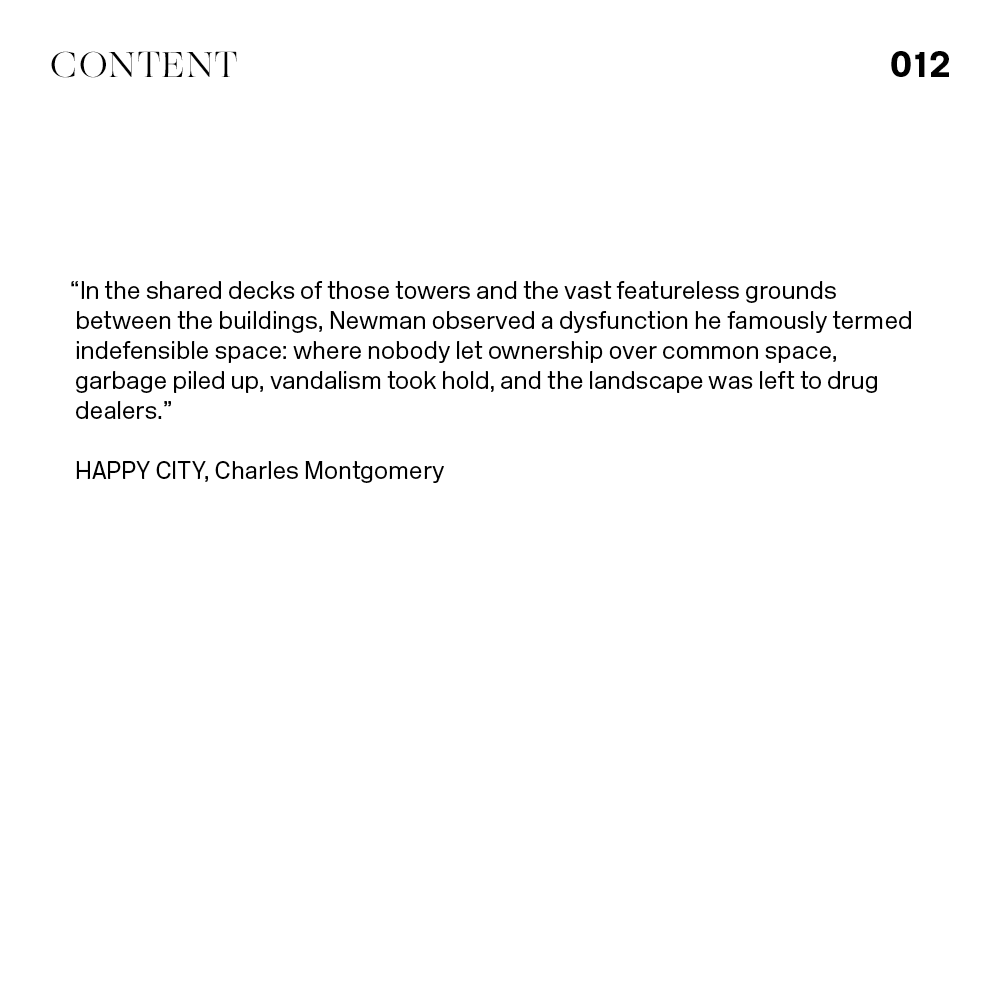 CONTENT
012
“In the shared decks of those towers and the vast featureless grounds
between the buildings, Newman observed a dysfunction he famously termed
indefensible space: where nobody let ownership over common space,
garbage piled up, vandalism took hold, and the landscape was left to drug
dealers.”
HAPPY CITY, Charles Montgomery